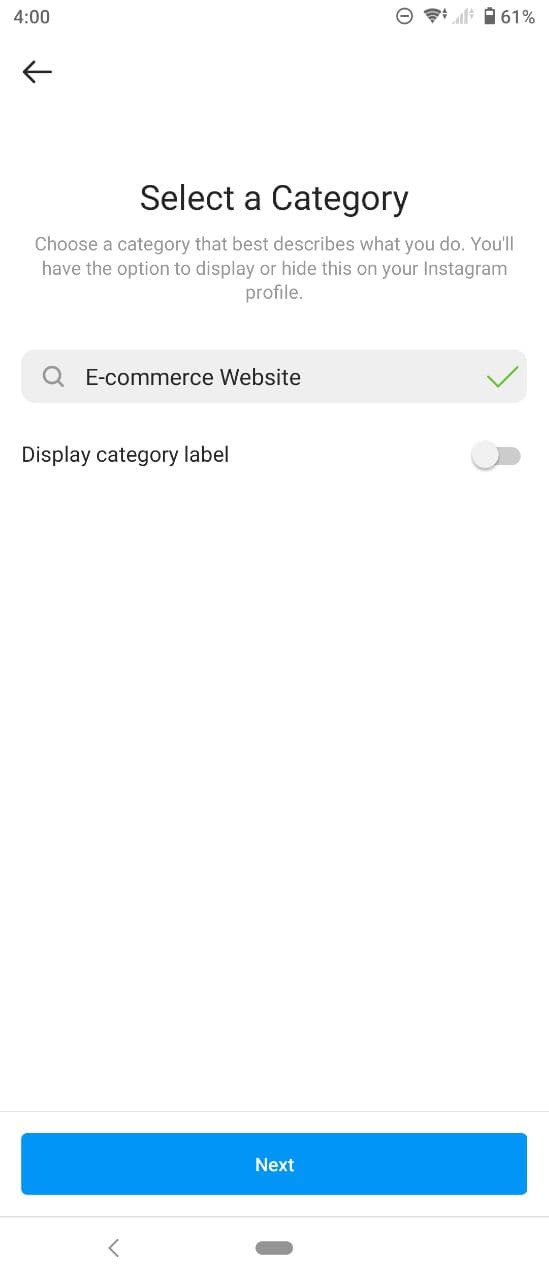 4:00
61%
Select a Category
Choose a category that best describes what you do. You'll
have the option to display or hide this on your Instagram
profile.
E-commerce Website
Display category label
Next